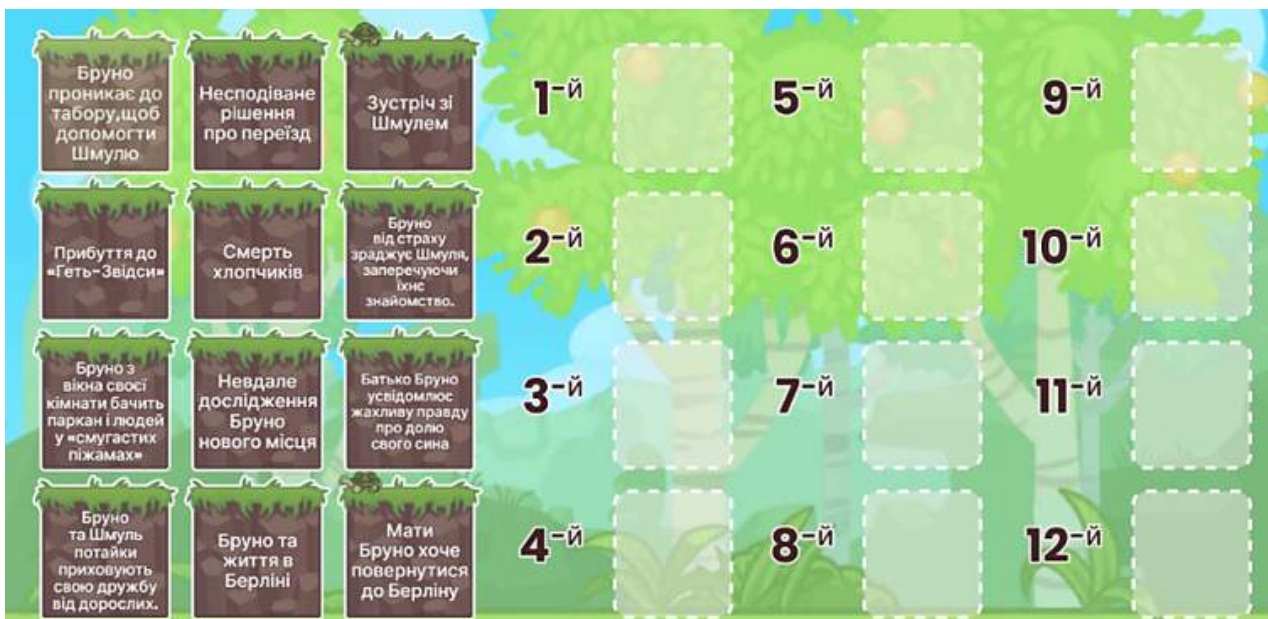 Бруно
проникає до
табору,щоб
допомогти
Шмулю
Несподіване
рішення
про переїзд
Зустріч зі
Шмулем
Прибуття до
«Геть-Звідси»
Смерть
хлопчиків
Бруно
від страху
зраджує Шмуля,
заперечуючи
їхнє
знайомство.
Бруно з
вікна своєї
кімнати бачить
паркан і людей
у «смугастих
піжамах»
Невдале
дослідження
Бруно
нового місця
Батько Бруно
усвідомлює
жахливу правду
про долю
свого сина
Бруно
та Шмуль
потайки
приховують
свою дружбу
від дорослих.
Бруно та
життя в
Берліні
Мати
Бруно хоче
повернутися
до Берліну
1-й
2-й
3-й
4-й
5-й
6-й
7-й
8-й
9-й
10-й
11-й
12-й